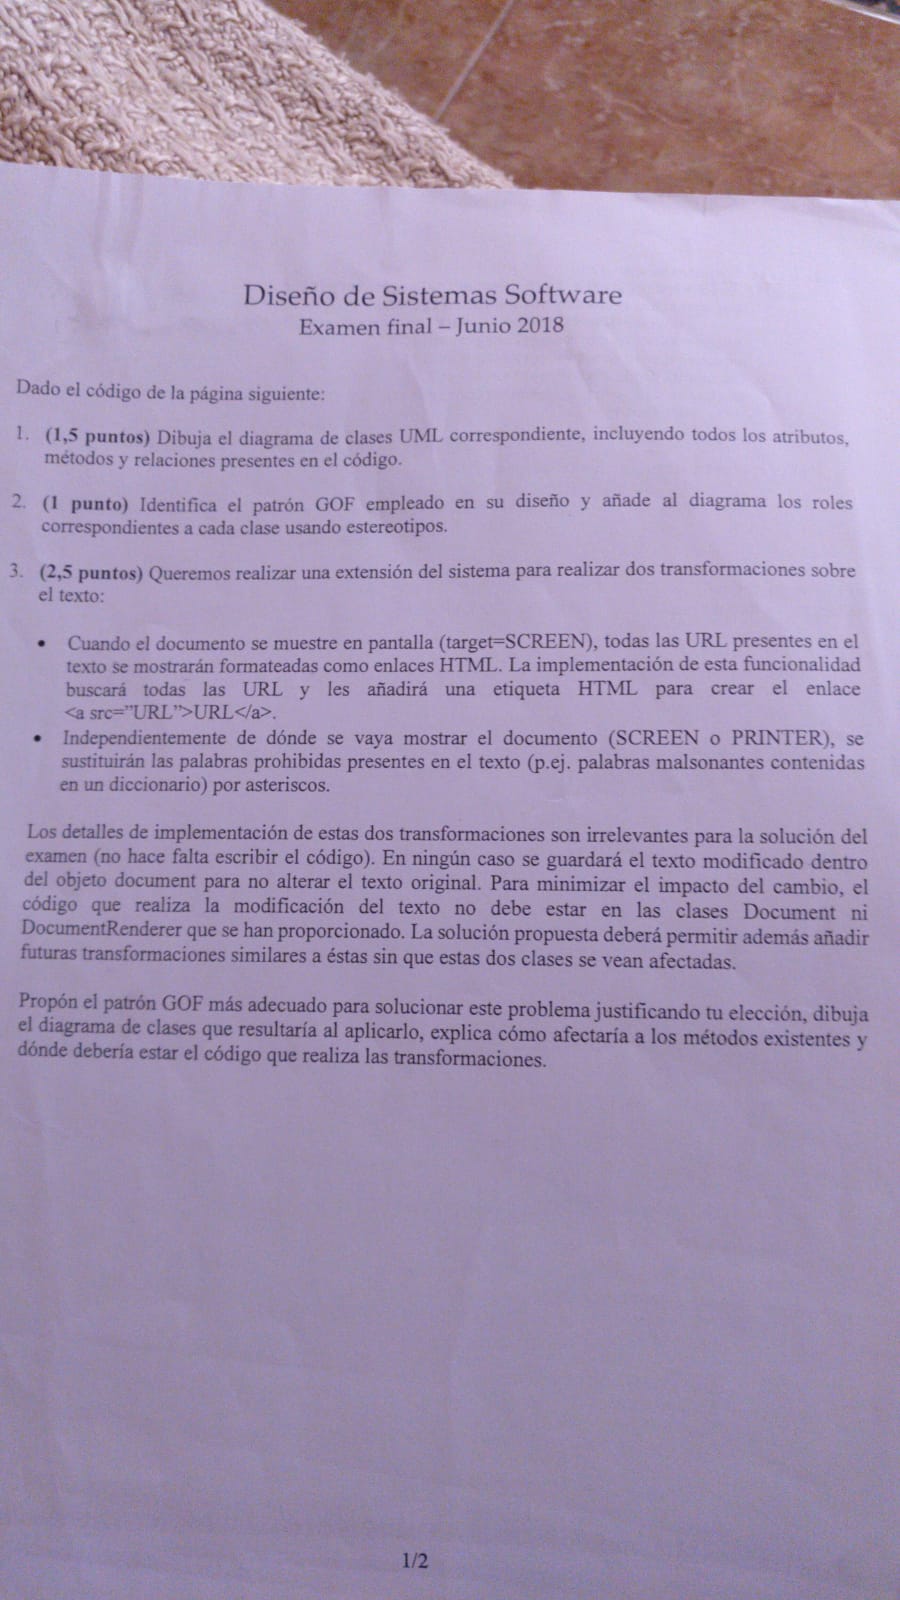 Diseño de Sistemas Software
Examen final – Junio 2018
Dado el código de la página siguiente:
1. (1,5 puntos) Dibuja el diagrama de clases UML correspondiente, incluyendo todos los atributos,
métodos y relaciones presentes en el código.
2. (1 punto) Identifica el patrón GOF empleado en su diseño y añade al diagrama los roles
correspondientes a cada clase usando estereotipos.
3. (2,5 puntos) Queremos realizar una extensión del sistema para realizar dos transformaciones sobre
el texto:
• Cuando el documento se muestre en pantalla (target=SCREEN), todas las URL presentes en el
texto se mostrarán formateadas como enlaces HTML. La implementación de esta funcionalidad
buscará todas las URL y les añadirá una etiqueta HTML para crear el enlace
<a src=”URL”>URL</a>.
• Independientemente de dónde se vaya mostrar el documento (SCREEN o PRINTER), se
sustituirán las palabras prohibidas presentes en el texto (p.ej. palabras malsonantes contenidas
en un diccionario) por asteriscos.
Los detalles de implementación de estas dos transformaciones son irrelevantes para la solución del
examen (no hace falta escribir el código). En ningún caso se guardará el texto modificado dentro
del objeto document para no alterar el texto original. Para minimizar el impacto del cambio, el
código que realiza la modificación del texto no debe estar en las clases Document ni
DocumentRenderer que se han proporcionado. La solución propuesta deberá permitir además añadir
futuras transformaciones similares a éstas sin que estas dos clases se vean afectadas.
Propón el patrón GOF más adecuado para solucionar este problema justificando tu elección, dibuja
el diagrama de clases que resultaría al aplicarlo, explica cómo afectaría a los métodos existentes y
dónde debería estar el código que realiza las transformaciones.
1/2